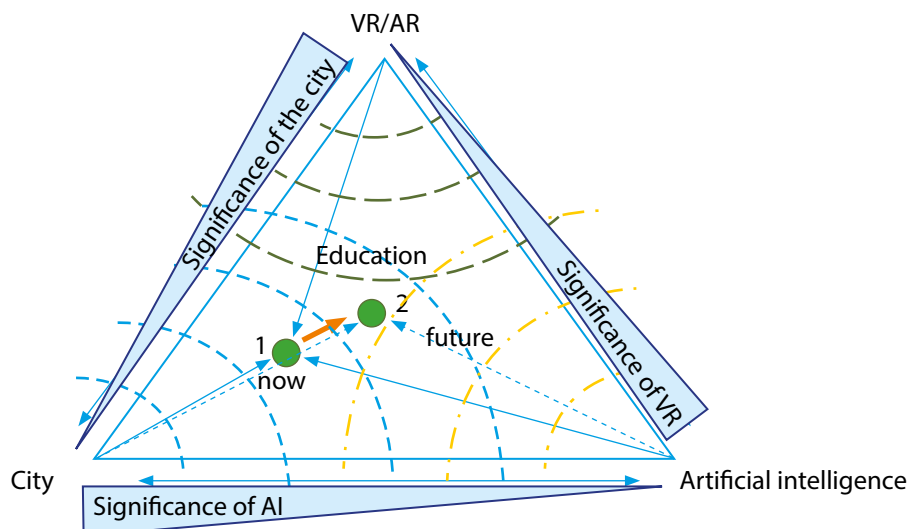 VR/AR
Significance of the city
Education
Significance of VR
2
1
future
now
City
Artificial intelligence
Significance of AI